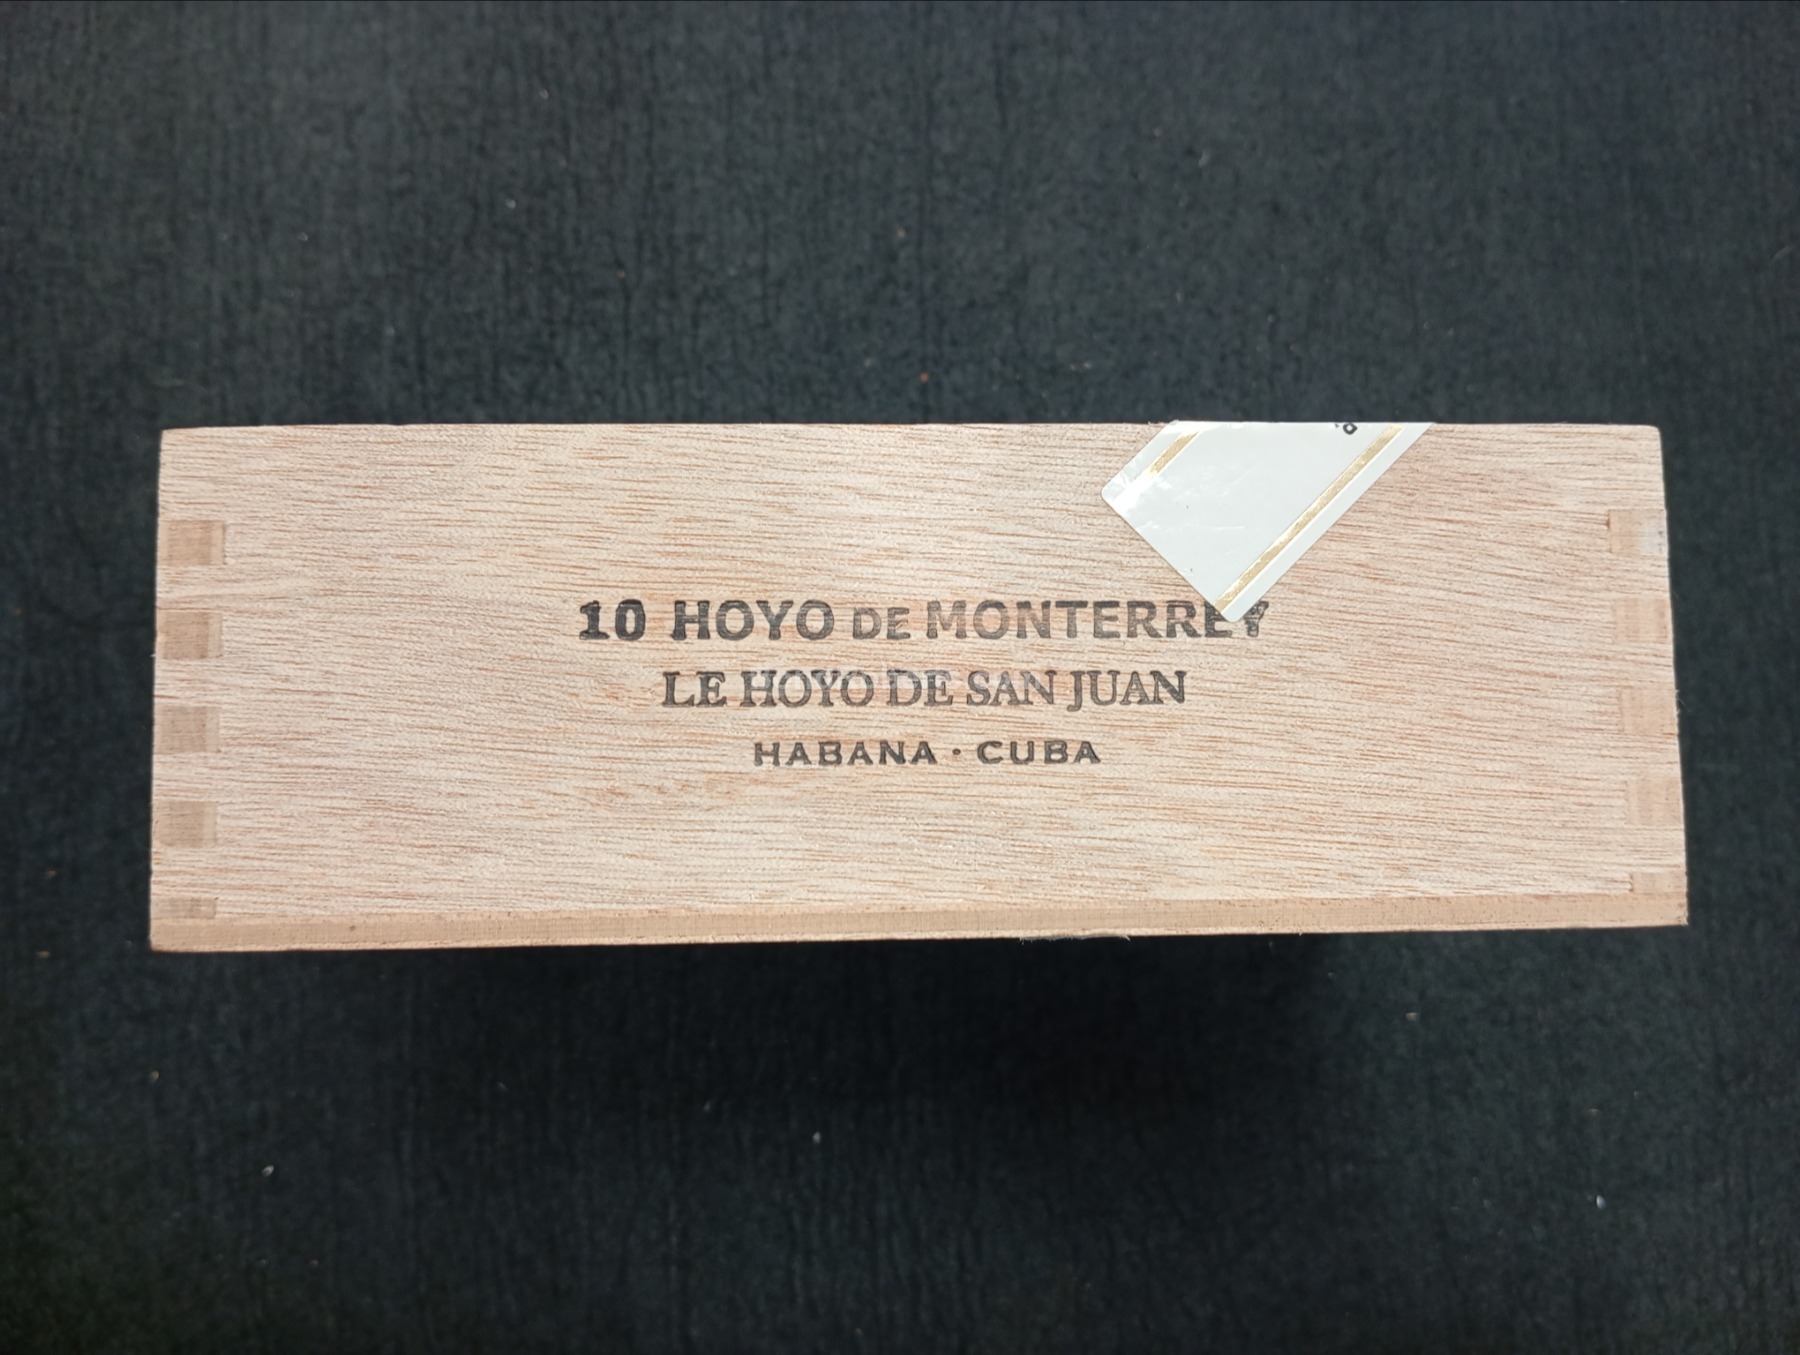 10 HOYO DE MONTERREY
LE HOYO DE SAN JUAN
HABANA · CUBA